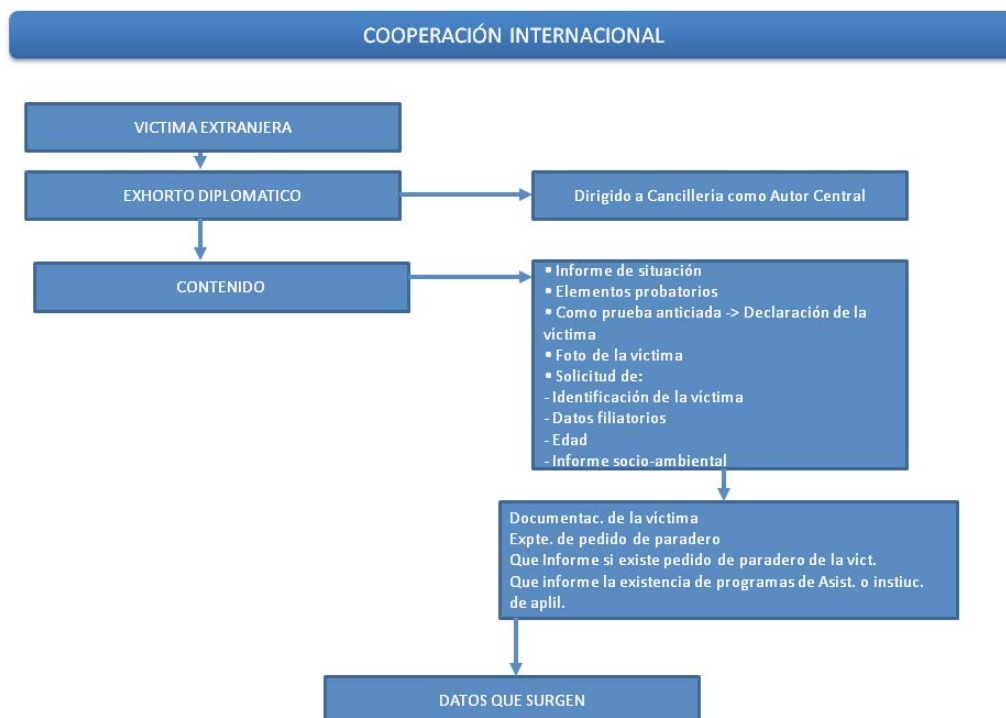 COOPERACIÓN INTERNACIONAL
VICTIMA EXTRANJERA
EXHORTO DIPLOMATICO
Dirigido a Cancillería como Autor Central
CONTENIDO
▪ Informe de situación
▪ Elementos probatorios
▪ Como prueba anticiada -> Declaración de la
víctima
▪ Foto de la víctima
▪ Solicitud de:
- Identificación de la víctima
- Datos filiatorios
- Edad
- Informe socio-ambiental
Documentac. de la víctima
Expte. de pedido de paradero
Que Informe si existe pedido de paradero de la víct.
Que informe la existencia de programas de Asist. o instiuc.
de aplil.
DATOS QUE SURGEN